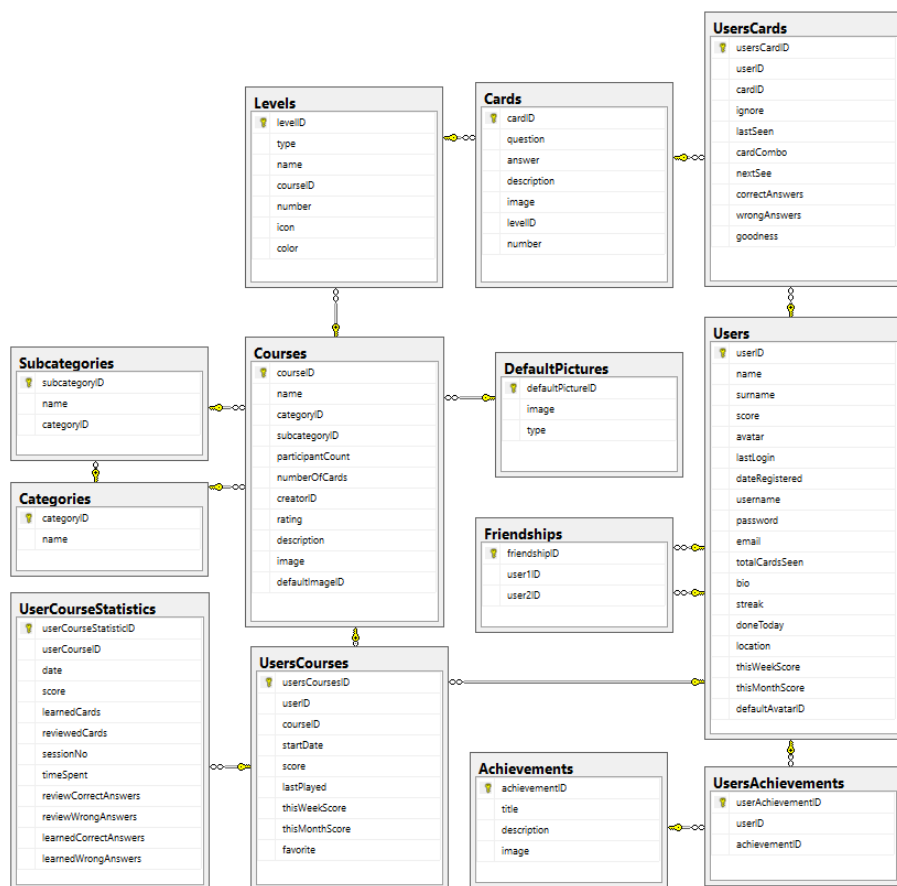 UsersCards
usersCardID
userID
cardID
ignore
lastSeen
cardCombo
nextSee
correctAnswers
wrongAnswers
goodness
Levels
levelID
type
name
courseID
number
icon
color
Cards
cardID
question
answer
description
image
levelID
number
Users
userID
name
surname
score
avatar
lastLogin
dateRegistered
username
password
email
totalCardsSeen
bio
streak
doneToday
location
thisWeekScore
thisMonthScore
defaultAvatarID
Subcategories
subcategoryID
name
categoryID
Courses
courseID
name
categoryID
subcategoryID
participantCount
numberOfCards
creatorID
rating
description
image
defaultImageID
DefaultPictures
defaultPictureID
image
type
Categories
categoryID
name
Friendships
friendshipID
user1ID
user2ID
UserCourseStatistics
userCourseStatisticID
userCourseID
date
score
learnedCards
reviewedCards
sessionNo
timeSpent
reviewCorrectAnswers
reviewWrongAnswers
learnedCorrectAnswers
learnedWrongAnswers
UsersCourses
usersCoursesID
userID
courseID
startDate
score
lastPlayed
thisWeekScore
thisMonthScore
favorite
Achievements
achievementID
title
description
image
UsersAchievements
userAchievementID
userID
achievementID